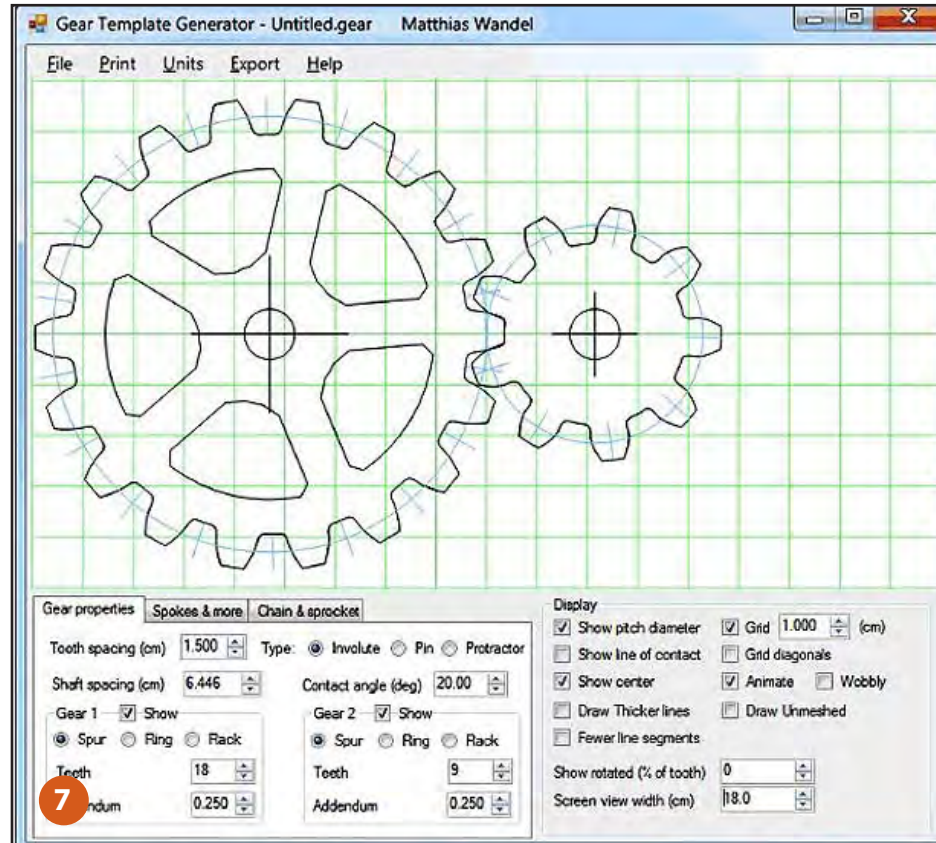 Gear Template Generator - Untitled.gear Matthias Wandel
File Print Units Export Help
Gear properties Spokes & more Chain & sprocket
Tooth spacing (cm) 1.500 Type: Involute Pin Protractor
Shaft spacing (cm) 6.446 Contact angle (deg) 20.00
Gear 1 Show Gear 2 Show
Spur Ring Rack Spur Ring Rack
Teeth 18 Teeth 9
7 ndum 0.250 Addendum 0.250
Display
Show pitch diameter Grid 1.000 (cm)
Show line of contact Grid diagonals
Show center Animate Wobbly
Draw Thicker lines Draw Unmeshed
Fewer line segments
Show rotated (% of tooth) 0
Screen view width (cm) 18.0